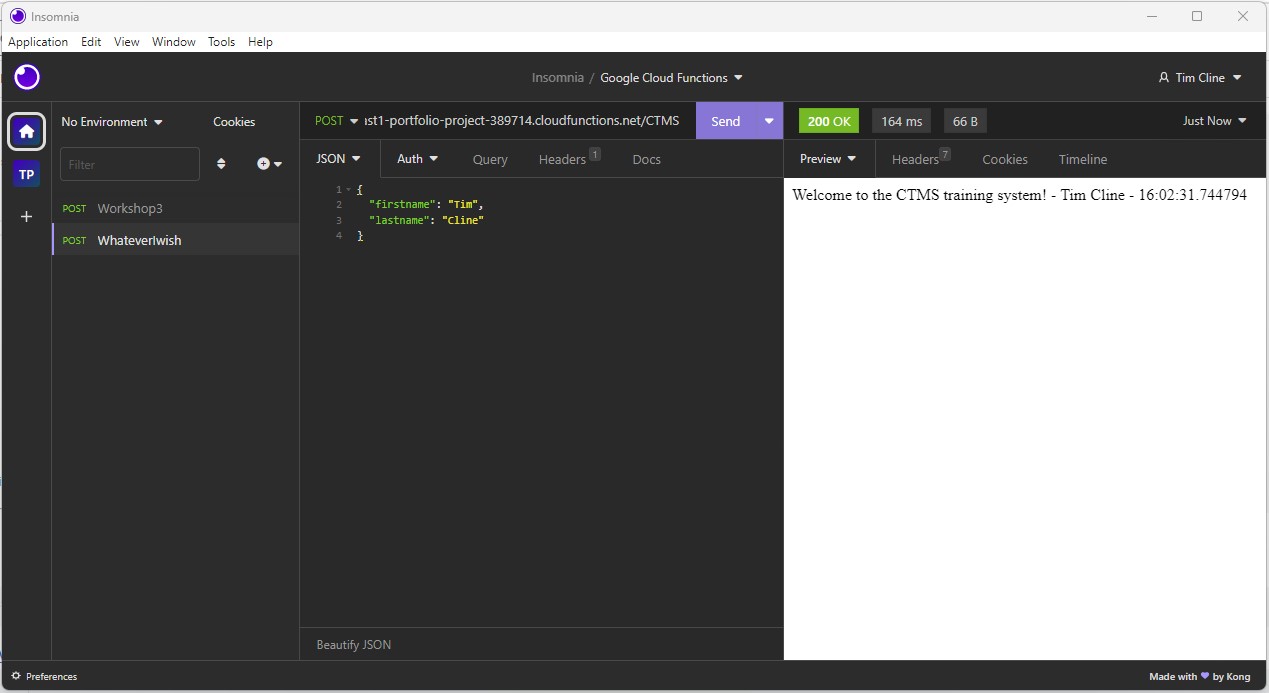 Insomnia
Application Edit View Window Tools Help
Insomnia / Google Cloud Functions
Tim Cline
No Environment Cookies
Filter
TP
POST Workshop3
POST WhateverIwish
POST ıst1-portfolio-project-389714.cloudfunctions.net/CTMS Send
JSON Auth Query Headers 1 Docs
1 {
2 "firstname": "Tim",
3 "lastname": "Cline"
4 }
Beautify JSON
200 OK 164 ms 66 B Just Now
Preview Headers 7 Cookies Timeline
Welcome to the CTMS training system! - Tim Cline - 16:02:31.744794
Preferences
Made with 💜 by Kong